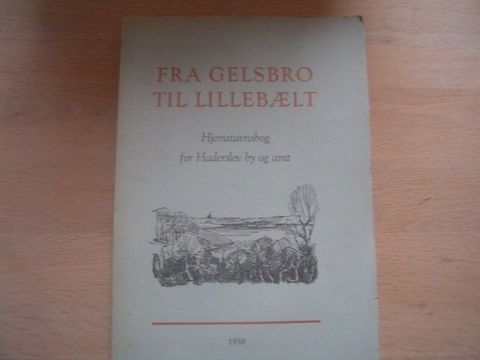 FRA GELSBRO
TIL LILLEBÆLT
Hjemstavnsbog
for Haderslev by og amt
1958